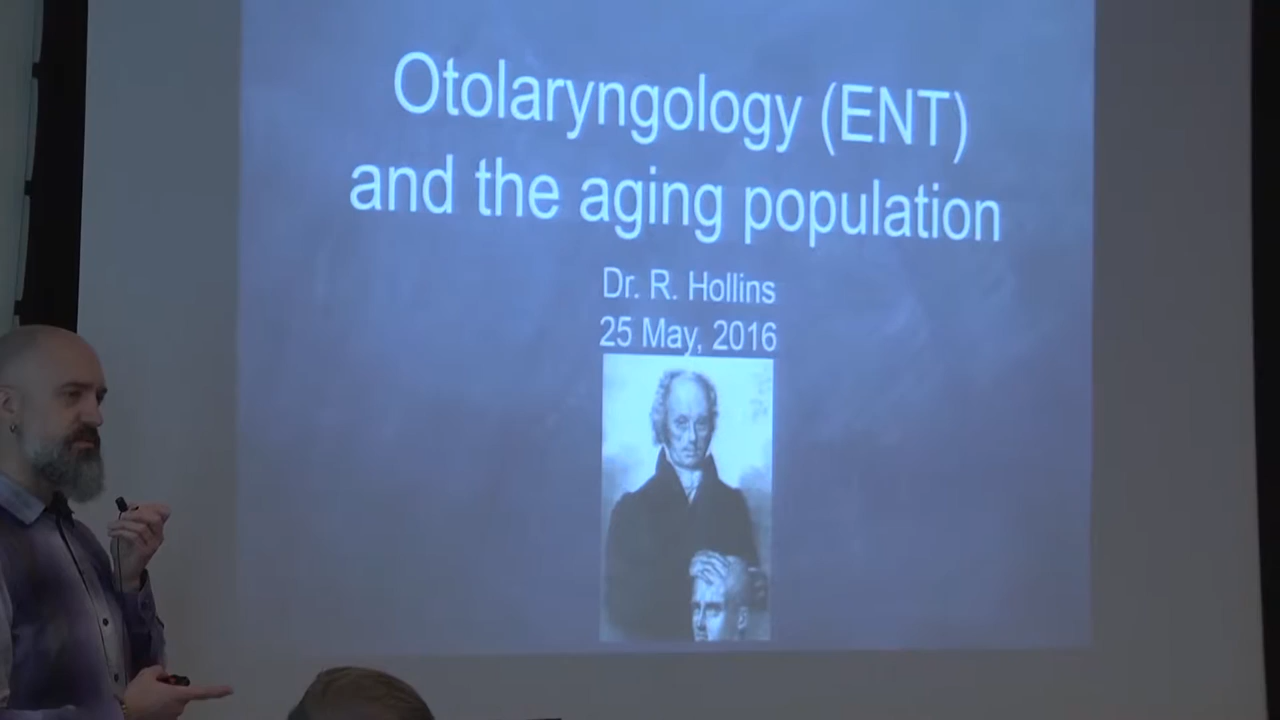 Otolaryngology (ENT)
and the aging population
Dr. R. Hollins
25 May, 2016